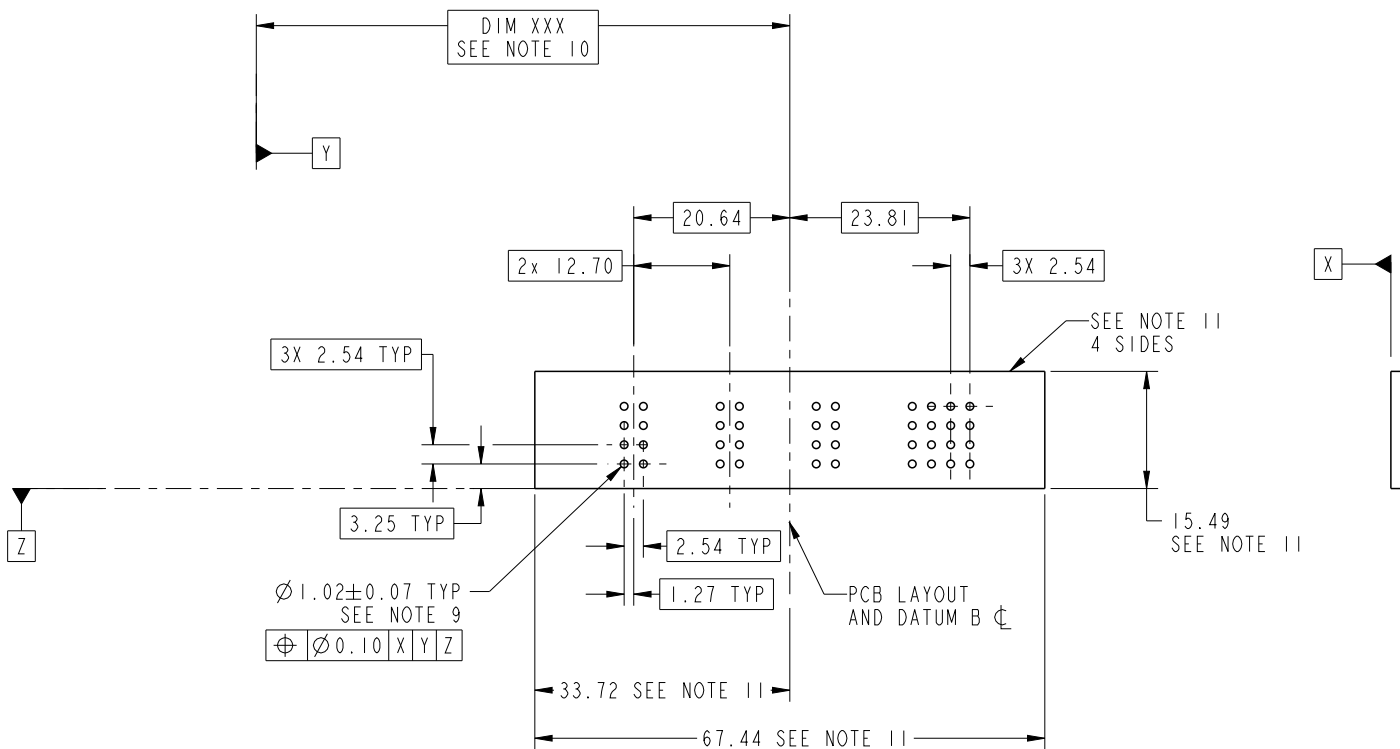 DIM XXX
SEE NOTE 10
Y
20.64
23.81
2x 12.70
3X 2.54
X
SEE NOTE 11
4 SIDES
3X 2.54 TYP
3.25 TYP
Z
2.54 TYP
15.49
SEE NOTE 11
Ø1.02±0.07 TYP
SEE NOTE 9
⌖ Ø0.10 X Y Z
1.27 TYP
PCB LAYOUT
AND DATUM B ℄
33.72 SEE NOTE 11
67.44 SEE NOTE 11